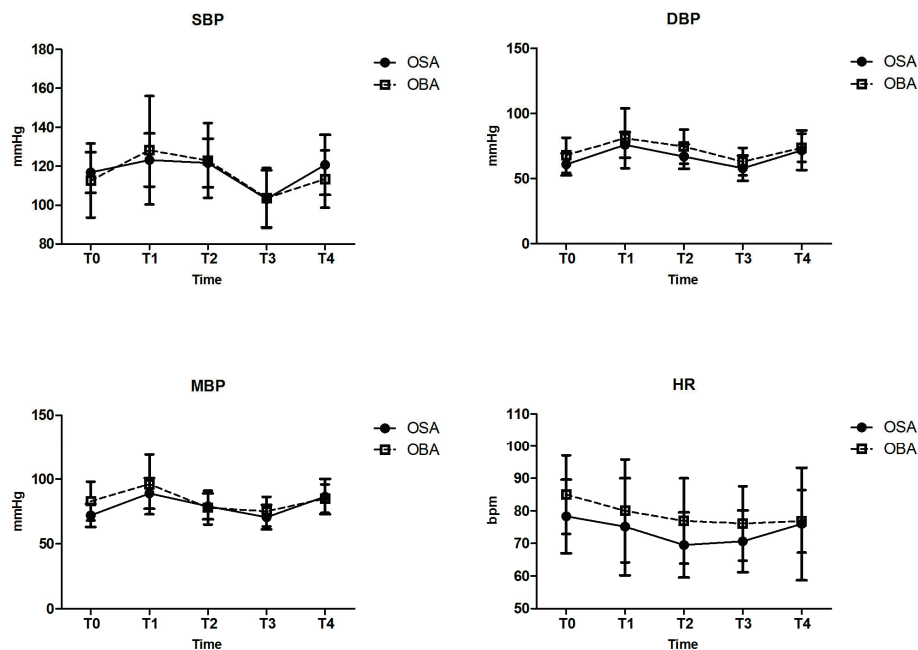 SBP
180
160
140
120
100
80
mmHg
T0 T1 T2 T3 T4
Time
OSA
OBA
DBP
150
100
50
0
mmHg
T0 T1 T2 T3 T4
Time
OSA
OBA
MBP
150
100
50
0
mmHg
T0 T1 T2 T3 T4
Time
OSA
OBA
HR
110
100
90
80
70
60
50
bpm
T0 T1 T2 T3 T4
Time
OSA
OBA